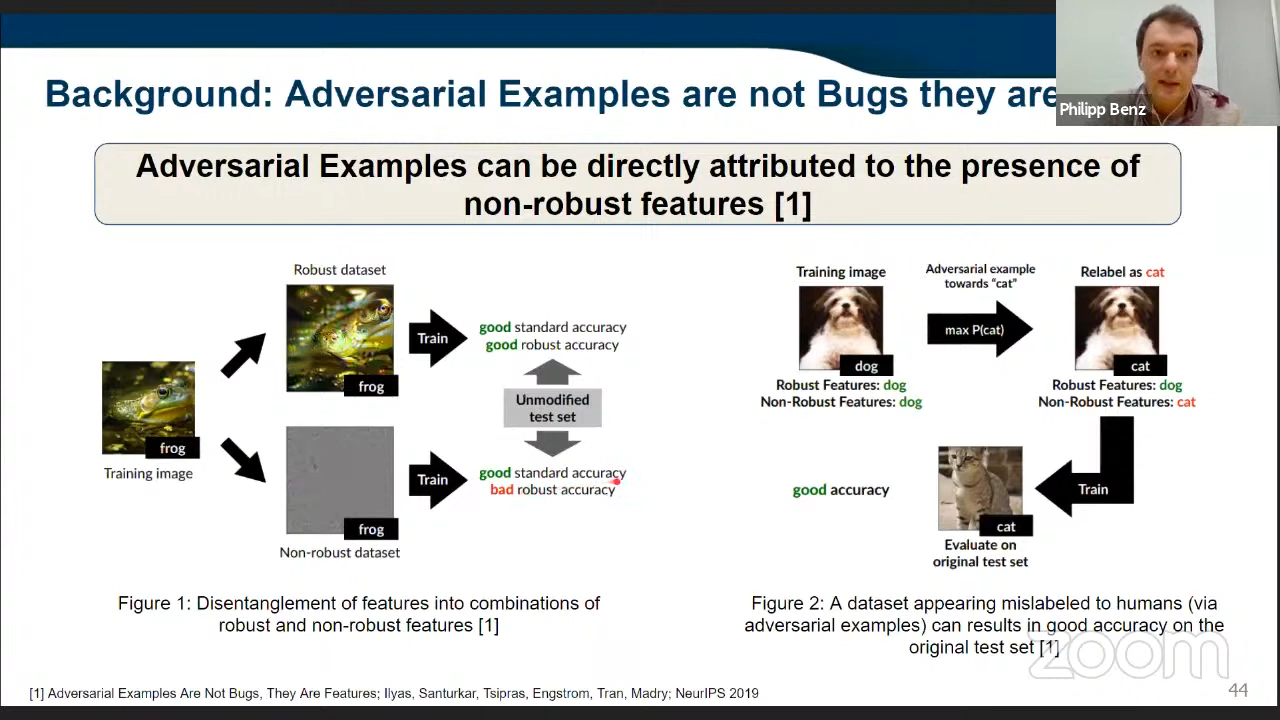 Background: Adversarial Examples are not Bugs they are
Philipp Benz
Adversarial Examples can be directly attributed to the presence of
non-robust features [1]
Robust dataset
frog
Train
good standard accuracy
good robust accuracy
Unmodified
test set
frog
Training image
frog
Non-robust dataset
Train
good standard accuracy
bad robust accuracy
Figure 1: Disentanglement of features into combinations of
robust and non-robust features [1]
Training image
dog
Robust Features: dog
Non-Robust Features: dog
Adversarial example
towards "cat"
max P(cat)
Relabel as cat
cat
Robust Features: dog
Non-Robust Features: cat
Train
cat
Evaluate on
original test set
good accuracy
Figure 2: A dataset appearing mislabeled to humans (via
adversarial examples) can results in good accuracy on the
original test set [1]
zoom
[1] Adversarial Examples Are Not Bugs, They Are Features; Ilyas, Santurkar, Tsipras, Engstrom, Tran, Madry; NeurIPS 2019
44